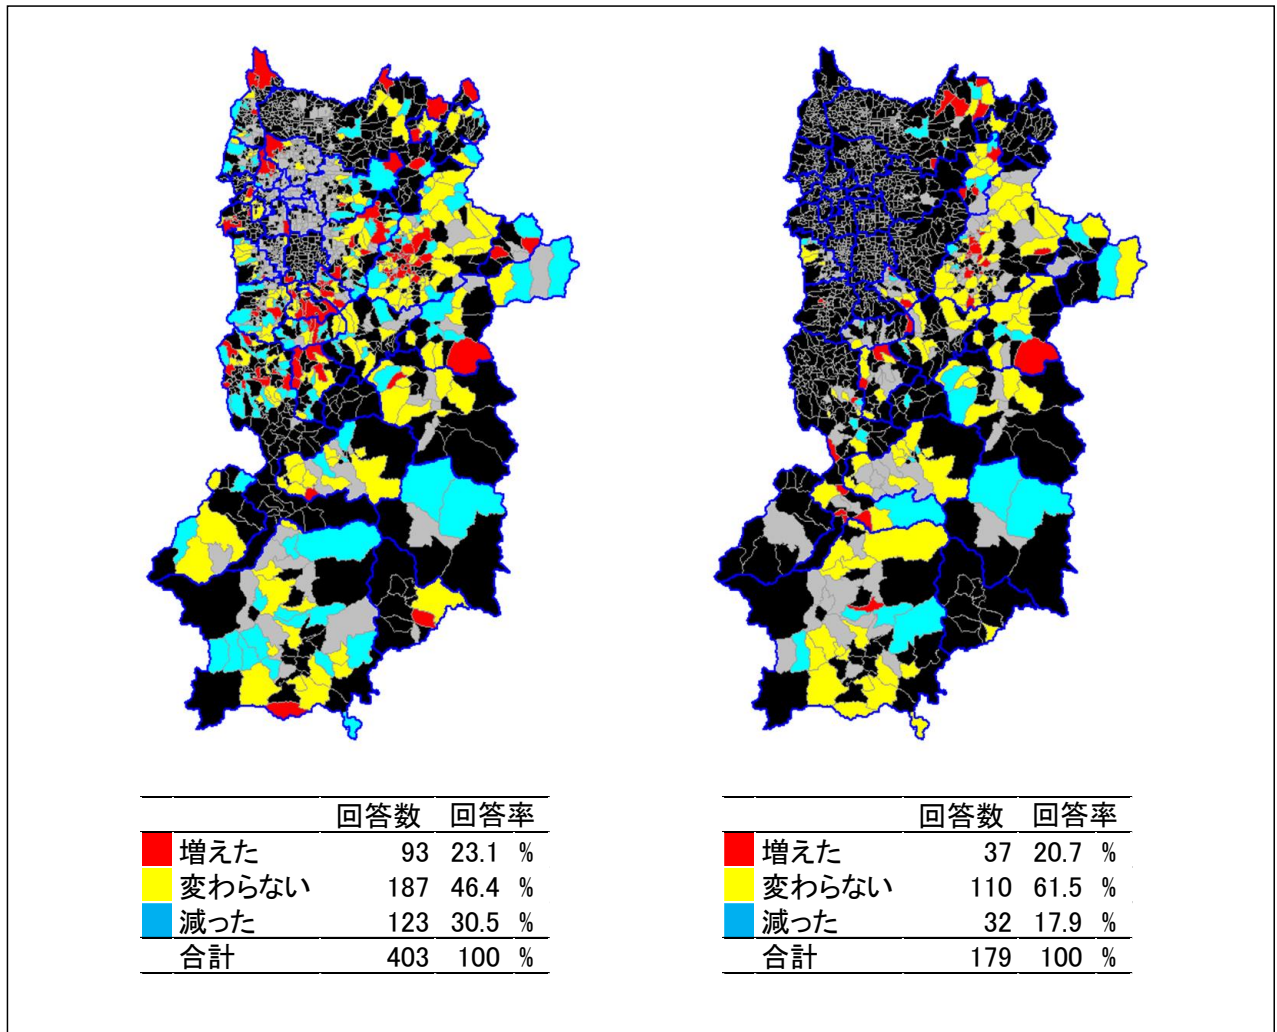 回答数 回答率
増えた 93 23.1 %
変わらない 187 46.4 %
減った 123 30.5 %
合計 403 100 %
回答数 回答率
増えた 37 20.7 %
変わらない 110 61.5 %
減った 32 17.9 %
合計 179 100 %